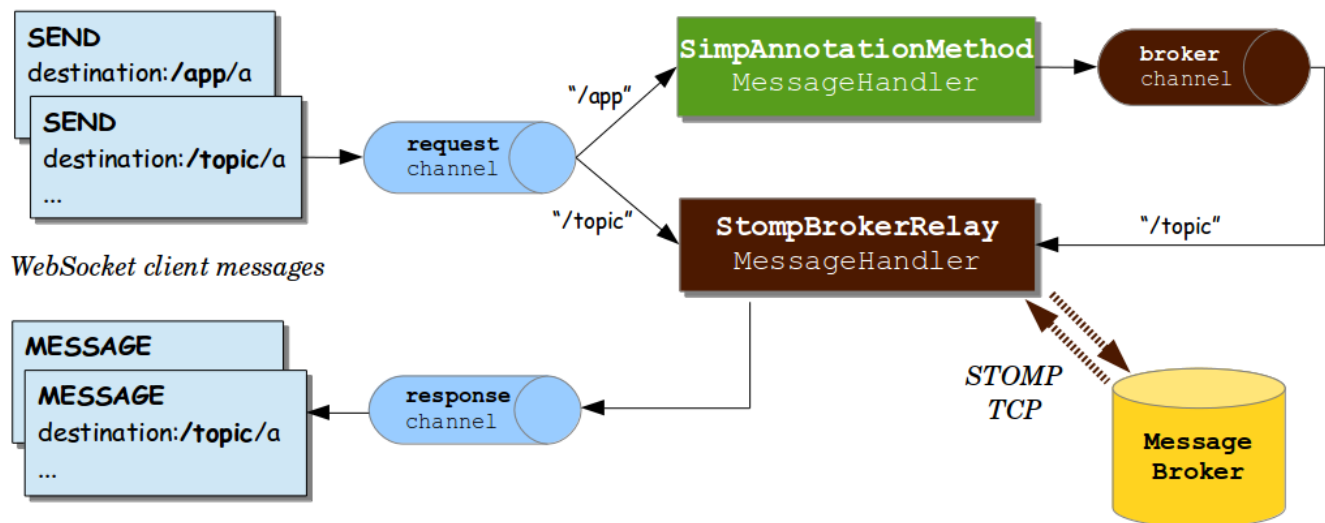 SEND
destination:/app/a
SEND
destination:/topic/a
...
WebSocket client messages
request
channel
“/app”
“/topic”
SimpAnnotationMethod
MessageHandler
broker
channel
StompBrokerRelay
MessageHandler
“/topic”
MESSAGE
MESSAGE
destination:/topic/a
...
response
channel
STOMP
TCP
Message
Broker